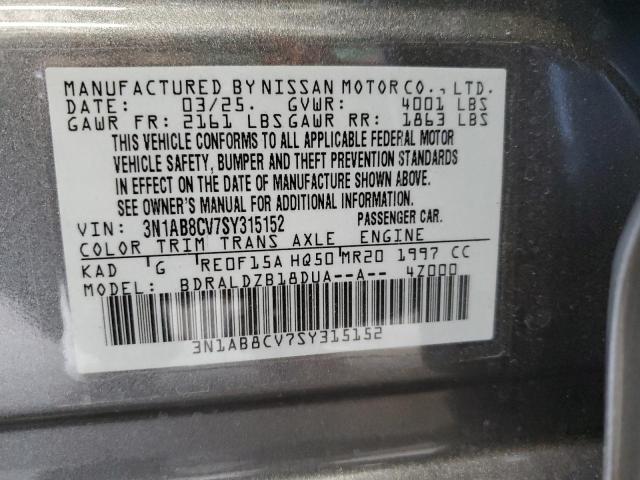 MANUFACTURED BY NISSAN MOTOR CO., LTD.
DATE: 03/25. GVWR: 4001 LBS
GAWR FR: 2161 LBS GAWR RR: 1863 LBS
THIS VEHICLE CONFORMS TO ALL APPLICABLE FEDERAL MOTOR
VEHICLE SAFETY, BUMPER AND THEFT PREVENTION STANDARDS
IN EFFECT ON THE DATE OF MANUFACTURE SHOWN ABOVE.
SEE OWNER'S MANUAL FOR ADDITIONAL INFORMATION.
VIN: 3N1AB8CV7SY315152 PASSENGER CAR.
COLOR TRIM TRANS AXLE ENGINE
KAD G RE0F15A HQ50 MR20 1997 CC
MODEL: BDRALDZB18DUA--A-- 4Z000
3N1AB8CV7SY315152